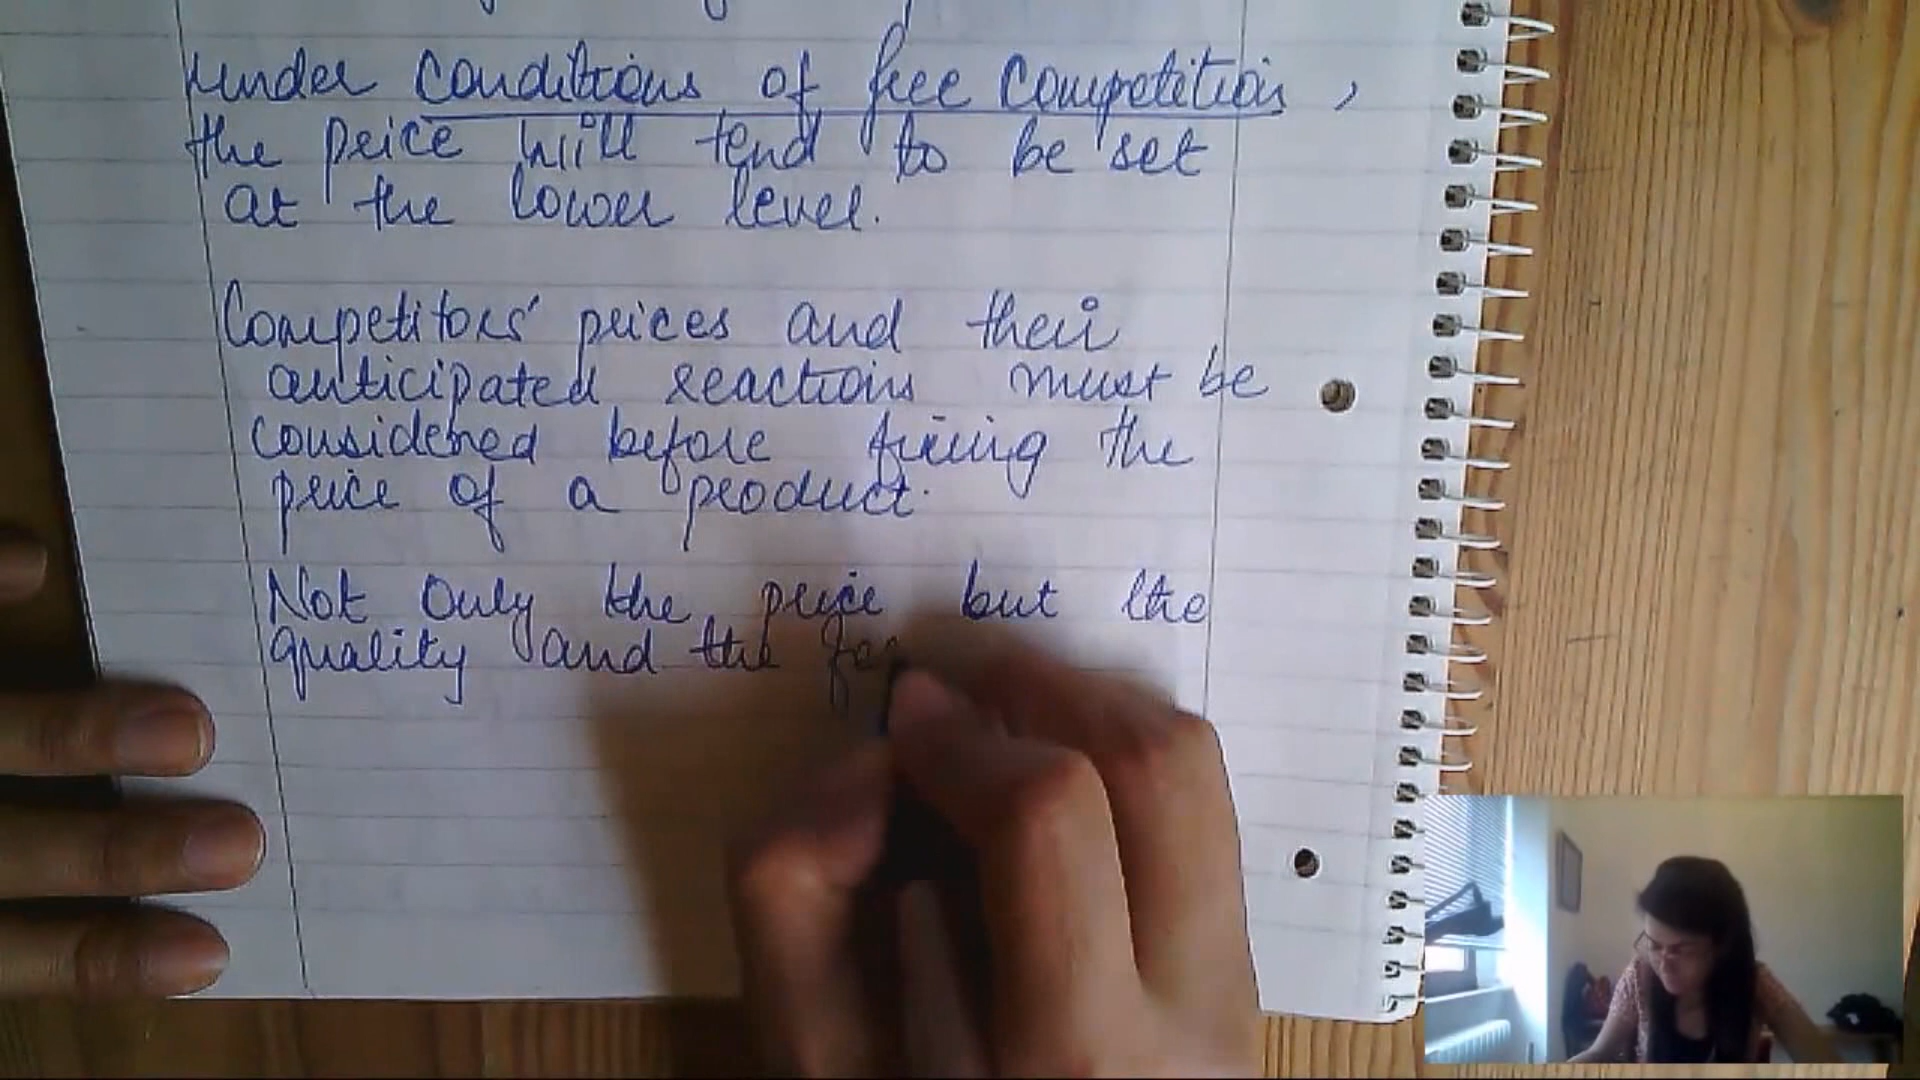 under conditions of free competition,
the price will tend to be set
at the lower level.
Competitors' prices and their
anticipated reactions must be
considered before fixing the
price of a product.
Not only the price but the
quality and the